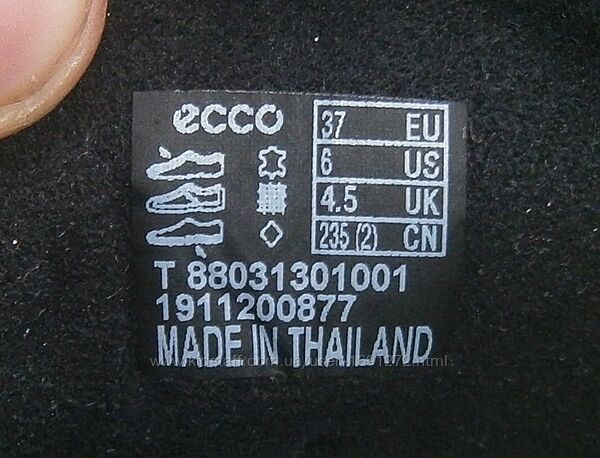 ecco
37 EU
6 US
4.5 UK
235 (2) CN
T 88031301001
1911200877
MADE IN THAILAND